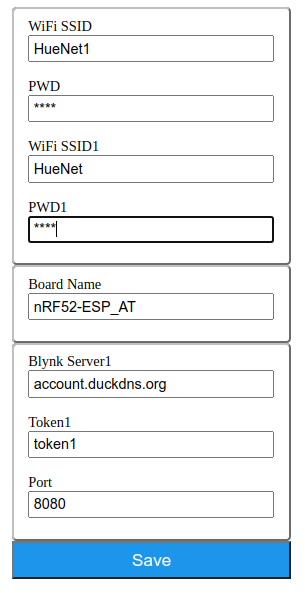 WiFi SSID
HueNet1
PWD
****
WiFi SSID1
HueNet
PWD1
****
Board Name
nRF52-ESP_AT
Blynk Server1
account.duckdns.org
Token1
token1
Port
8080
Save